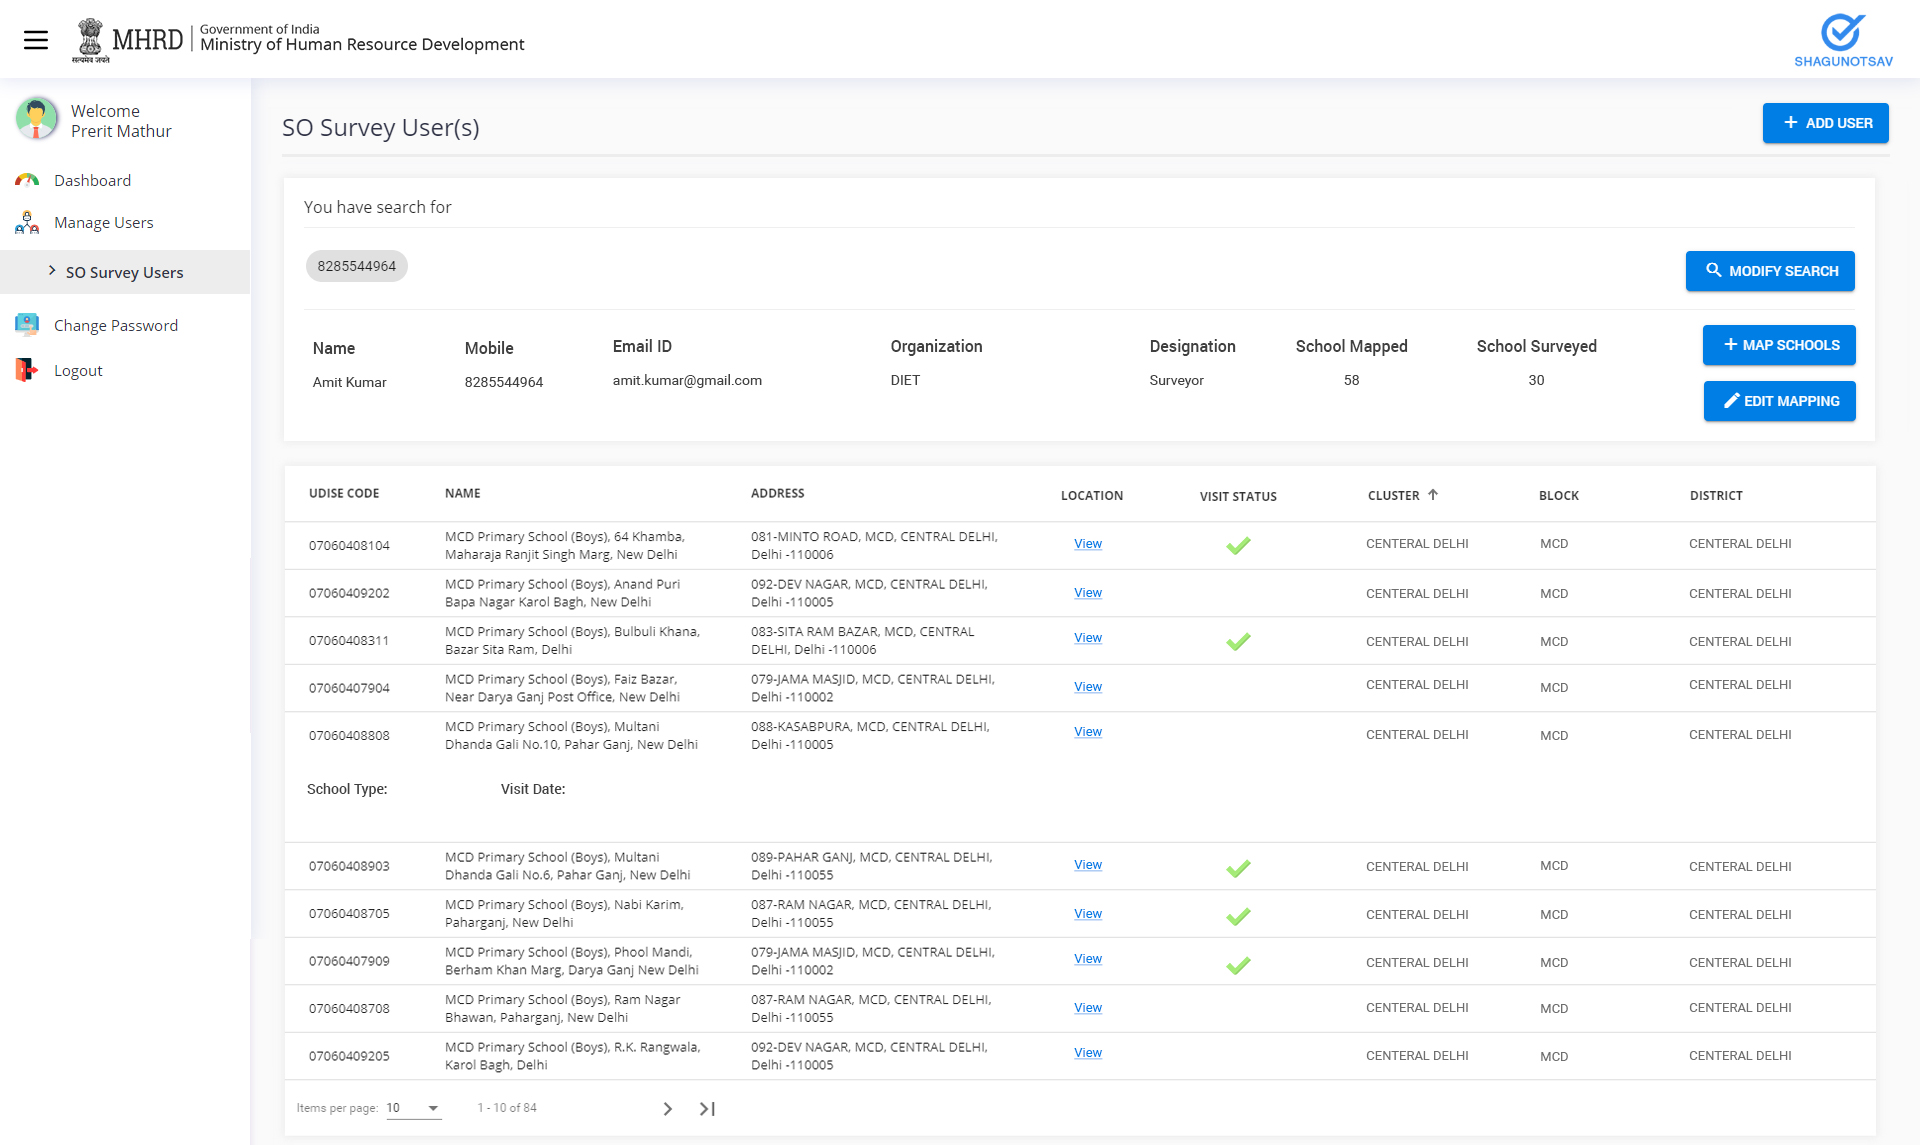 सत्यमेव जयते
MHRD
Government of India
Ministry of Human Resource Development
SHAGUNOTSAV
Welcome
Prerit Mathur
Dashboard
Manage Users
SO Survey Users
Change Password
Logout
SO Survey User(s)
ADD USER
You have search for
8285544964
MODIFY SEARCH
Name Mobile Email ID Organization Designation School Mapped School Surveyed
Amit Kumar 8285544964 amit.kumar@gmail.com DIET Surveyor 58 30
MAP SCHOOLS
EDIT MAPPING
UDISE CODE NAME ADDRESS LOCATION VISIT STATUS CLUSTER BLOCK DISTRICT
07060408104 MCD Primary School (Boys), 64 Khamba, 081-MINTO ROAD, MCD, CENTRAL DELHI, View CENTERAL DELHI MCD CENTERAL DELHI
Maharaja Ranjit Singh Marg, New Delhi Delhi -110006
07060409202 MCD Primary School (Boys), Anand Puri 092-DEV NAGAR, MCD, CENTRAL DELHI, View CENTERAL DELHI MCD CENTERAL DELHI
Bapa Nagar Karol Bagh, New Delhi Delhi -110005
07060408311 MCD Primary School (Boys), Bulbuli Khana, 083-SITA RAM BAZAR, MCD, CENTRAL View CENTERAL DELHI MCD CENTERAL DELHI
Bazar Sita Ram, Delhi DELHI, Delhi -110006
07060407904 MCD Primary School (Boys), Faiz Bazar, 079-JAMA MASJID, MCD, CENTRAL DELHI, View CENTERAL DELHI MCD CENTERAL DELHI
Near Darya Ganj Post Office, New Delhi Delhi -110002
07060408808 MCD Primary School (Boys), Multani 088-KASABPURA, MCD, CENTRAL DELHI, View CENTERAL DELHI MCD CENTERAL DELHI
Dhanda Gali No.10, Pahar Ganj, New Delhi Delhi -110005
School Type: Visit Date:
07060408903 MCD Primary School (Boys), Multani 089-PAHAR GANJ, MCD, CENTRAL DELHI, View CENTERAL DELHI MCD CENTERAL DELHI
Dhanda Gali No.6, Pahar Ganj, New Delhi Delhi -110055
07060408705 MCD Primary School (Boys), Nabi Karim, 087-RAM NAGAR, MCD, CENTRAL DELHI, View CENTERAL DELHI MCD CENTERAL DELHI
Paharganj, New Delhi Delhi -110055
07060407909 MCD Primary School (Boys), Phool Mandi, 079-JAMA MASJID, MCD, CENTRAL DELHI, View CENTERAL DELHI MCD CENTERAL DELHI
Berham Khan Marg, Darya Ganj New Delhi Delhi -110002
07060408708 MCD Primary School (Boys), Ram Nagar 087-RAM NAGAR, MCD, CENTRAL DELHI, View CENTERAL DELHI MCD CENTERAL DELHI
Bhawan, Paharganj, New Delhi Delhi -110055
07060409205 MCD Primary School (Boys), R.K. Rangwala, 092-DEV NAGAR, MCD, CENTRAL DELHI, View CENTERAL DELHI MCD CENTERAL DELHI
Karol Bagh, Delhi Delhi -110005
Items per page: 10 1 - 10 of 84